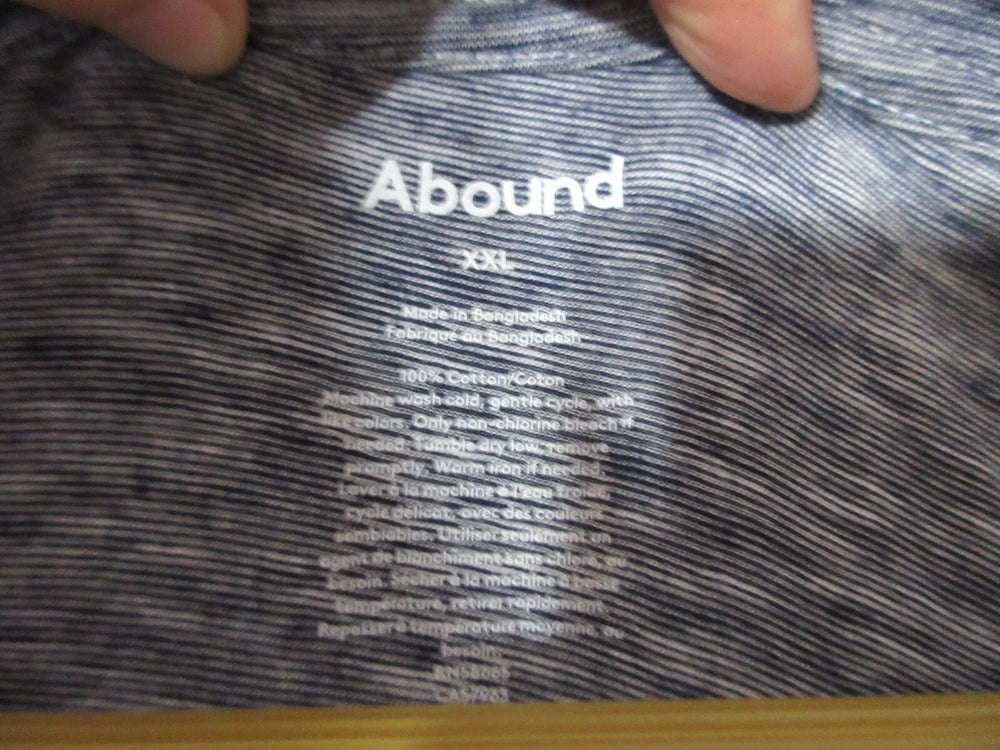 Abound
XXL
Made in Bangladesh
Fabriqué au Bangladesh
100% Cotton/Coton
Machine wash cold, gentle cycle, with
like colors. Only non-chlorine bleach if
needed. Tumble dry low, remove
promptly. Warm iron if needed.
Laver à la machine à l'eau froide,
cycle délicat, avec des couleurs
semblables. Utiliser seulement un
agent de blanchiment sans chlore, au
besoin. Sécher à la machine à basse
température, retirer rapidement.
Repasser à température moyenne, au
besoin.